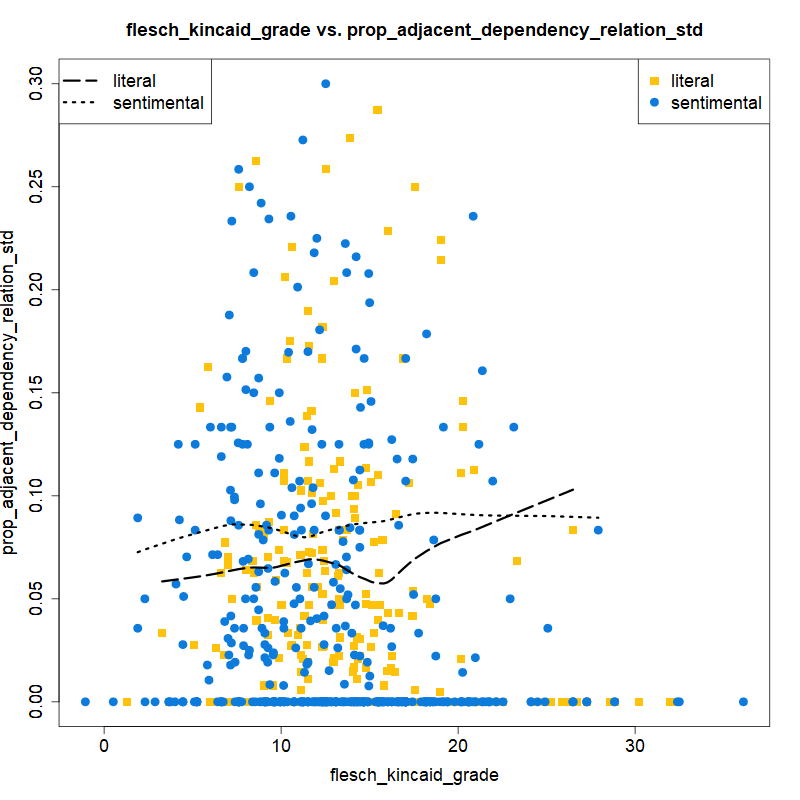 flesch_kincaid_grade vs. prop_adjacent_dependency_relation_std
literal
sentimental
literal
sentimental
prop_adjacent_dependency_relation_std
0.30
0.25
0.20
0.15
0.10
0.05
0.00
0
10
20
30
flesch_kincaid_grade